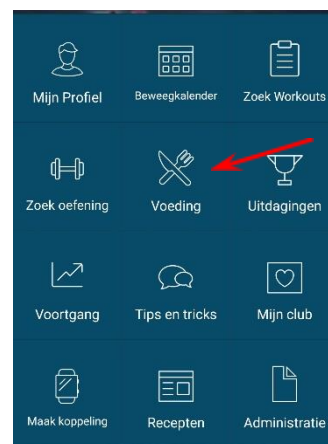 Mijn Profiel
Beweegkalender
Zoek Workouts
Zoek oefening
Voeding
Uitdagingen
Voortgang
Tips en tricks
Mijn club
Maak koppeling
Recepten
Administratie